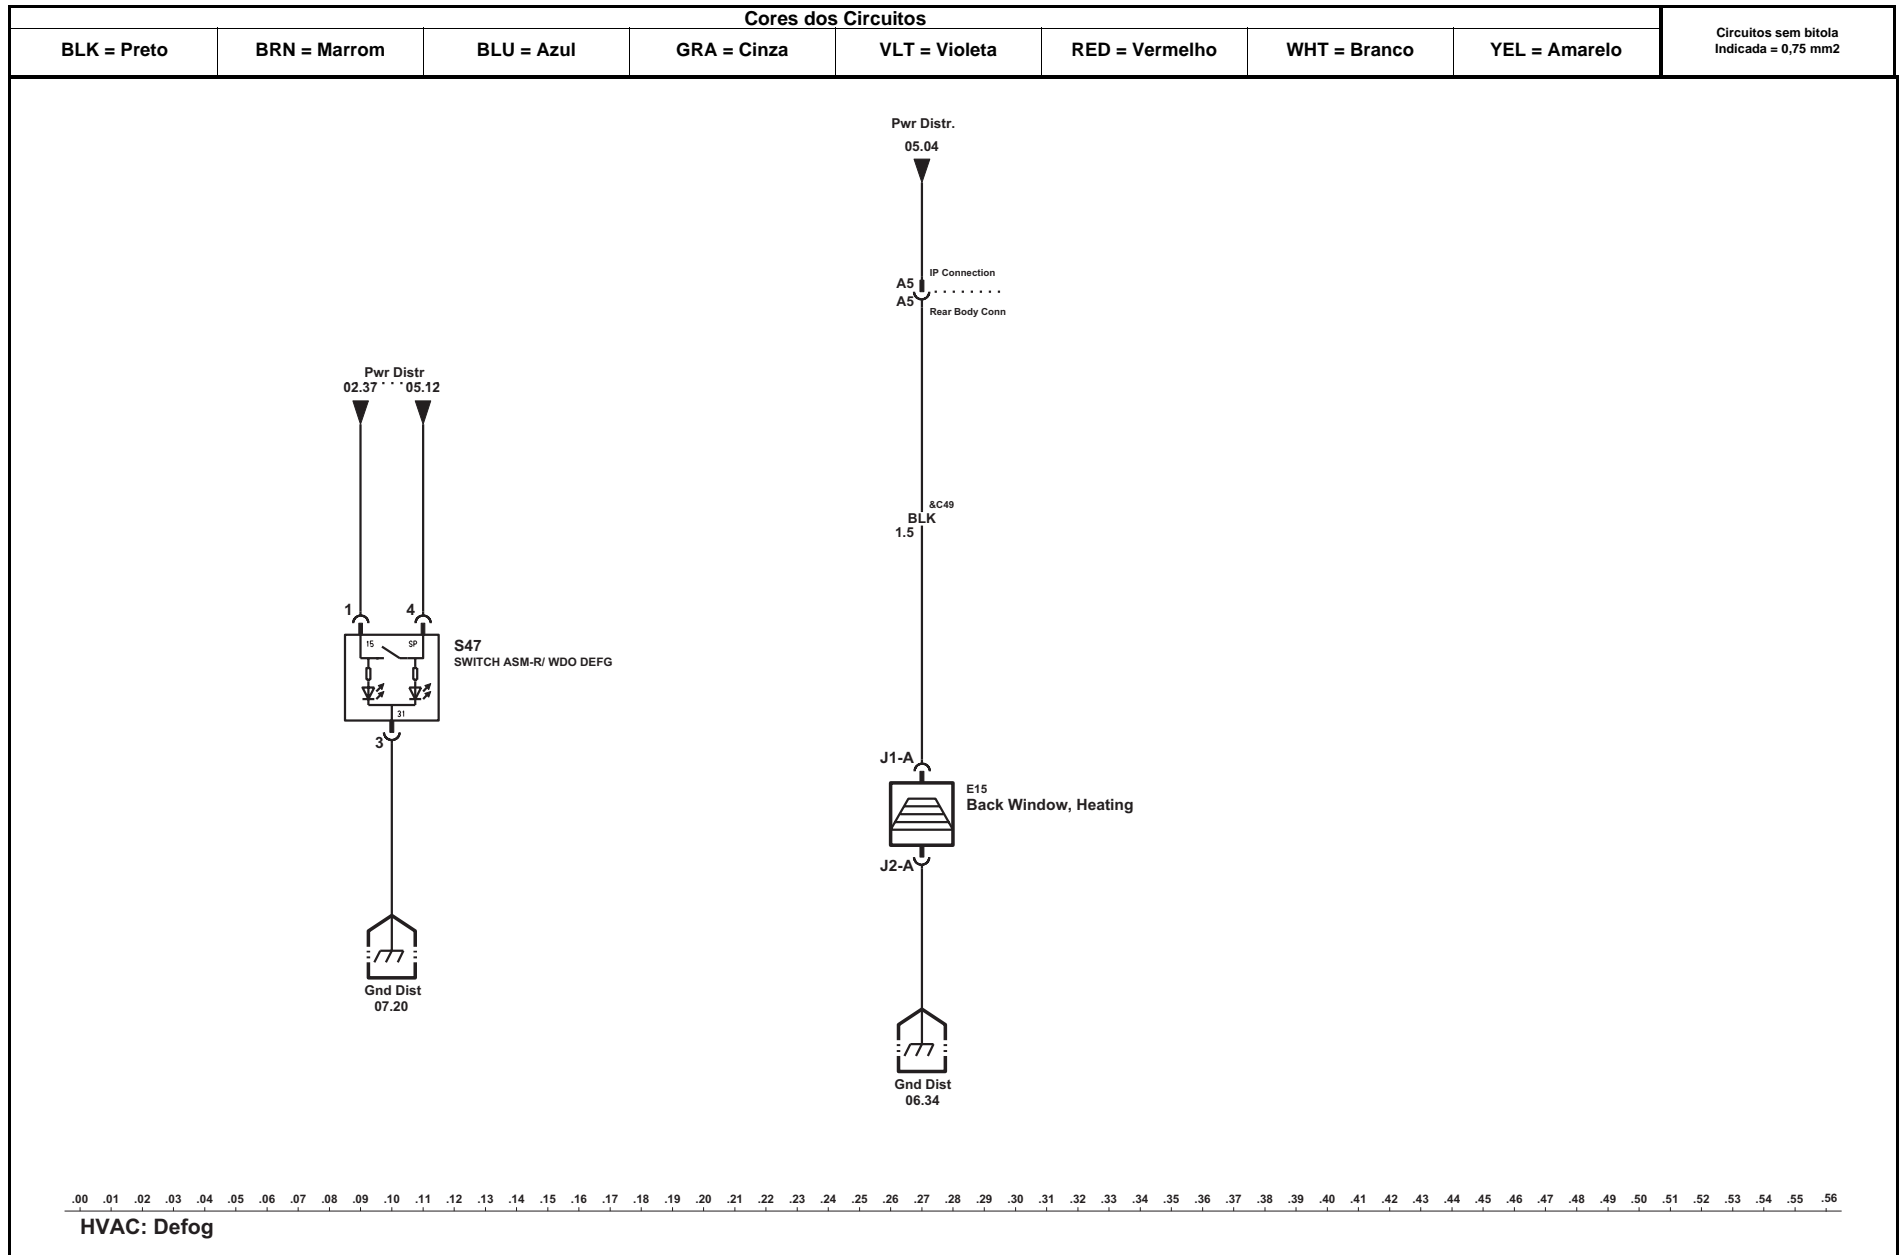 Cores dos Circuitos
BLK = Preto BRN = Marrom BLU = Azul GRA = Cinza VLT = Violeta RED = Vermelho WHT = Branco YEL = Amarelo
Circuitos sem bitola
Indicada = 0,75 mm2
Pwr Distr.
05.04
IP Connection
A5
A5
Rear Body Conn
Pwr Distr
02.37 05.12
&C49
BLK
1.5
1 4
15 SP
S47
SWITCH ASM-R/ WDO DEFG
31
3
J1-A
E15
Back Window, Heating
J2-A
Gnd Dist
07.20
Gnd Dist
06.34
.00 .01 .02 .03 .04 .05 .06 .07 .08 .09 .10 .11 .12 .13 .14 .15 .16 .17 .18 .19 .20 .21 .22 .23 .24 .25 .26 .27 .28 .29 .30 .31 .32 .33 .34 .35 .36 .37 .38 .39 .40 .41 .42 .43 .44 .45 .46 .47 .48 .49 .50 .51 .52 .53 .54 .55 .56
HVAC: Defog